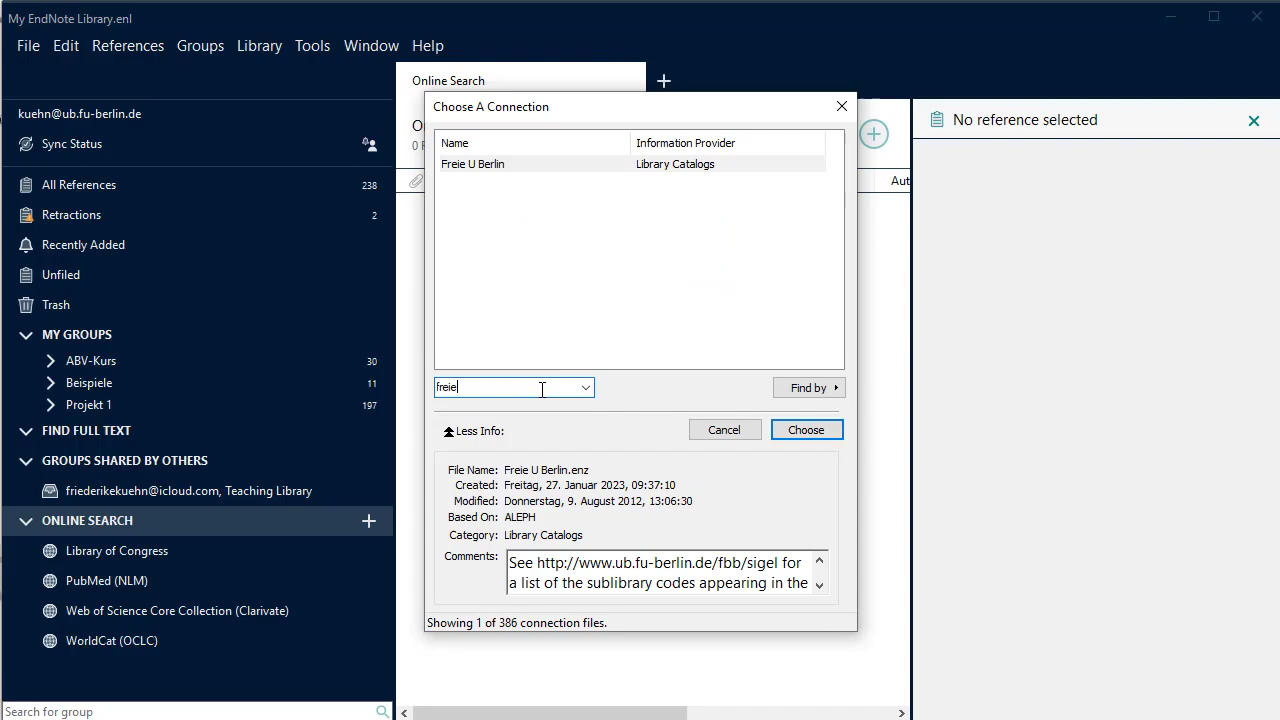 My EndNote Library.enl
File Edit References Groups Library Tools Window Help
kuehn@ub.fu-berlin.de
Sync Status
All References 238
Retractions 2
Recently Added
Unfiled
Trash
MY GROUPS
ABV-Kurs 30
Beispiele 11
Projekt 1 197
FIND FULL TEXT
GROUPS SHARED BY OTHERS
friederikekuehn@icloud.com, Teaching Library
ONLINE SEARCH
Library of Congress
PubMed (NLM)
Web of Science Core Collection (Clarivate)
WorldCat (OCLC)
Search for group
Online Search
Aut
Choose A Connection
Name Information Provider
Freie U Berlin Library Catalogs
freie
Find by
Less Info:
Cancel Choose
File Name: Freie U Berlin.enz
Created: Freitag, 27. Januar 2023, 09:37:10
Modified: Donnerstag, 9. August 2012, 13:06:30
Based On: ALEPH
Category: Library Catalogs
Comments: See http://www.ub.fu-berlin.de/fbb/sigel for
a list of the sublibrary codes appearing in the
Showing 1 of 386 connection files.
No reference selected